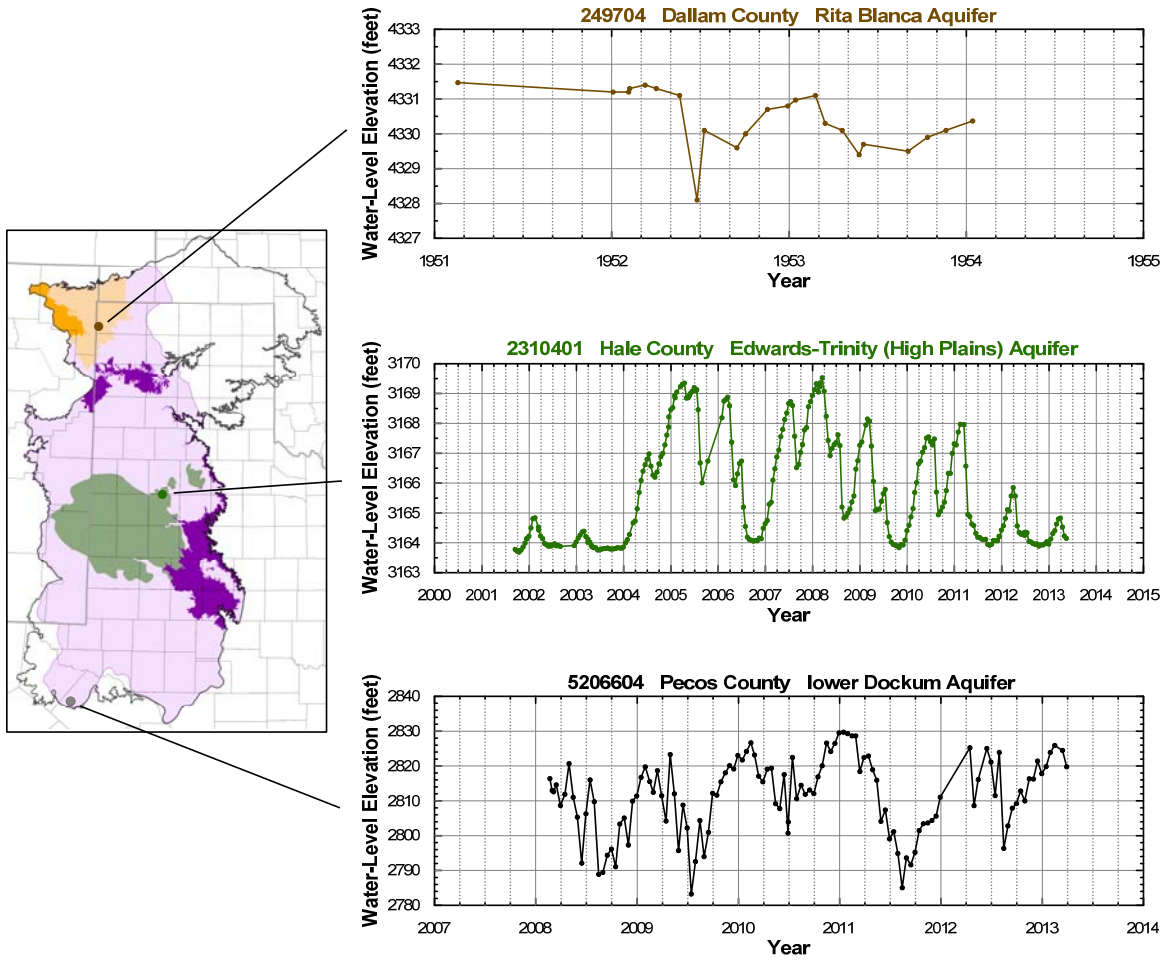 249704 Dallam County Rita Blanca Aquifer
Water-Level Elevation (feet)
4333
4332
4331
4330
4329
4328
4327
1951 1952 1953 1954 1955
Year
2310401 Hale County Edwards-Trinity (High Plains) Aquifer
Water-Level Elevation (feet)
3170
3169
3168
3167
3166
3165
3164
3163
2000 2001 2002 2003 2004 2005 2006 2007 2008 2009 2010 2011 2012 2013 2014 2015
Year
5206604 Pecos County lower Dockum Aquifer
Water-Level Elevation (feet)
2840
2830
2820
2810
2800
2790
2780
2007 2008 2009 2010 2011 2012 2013 2014
Year